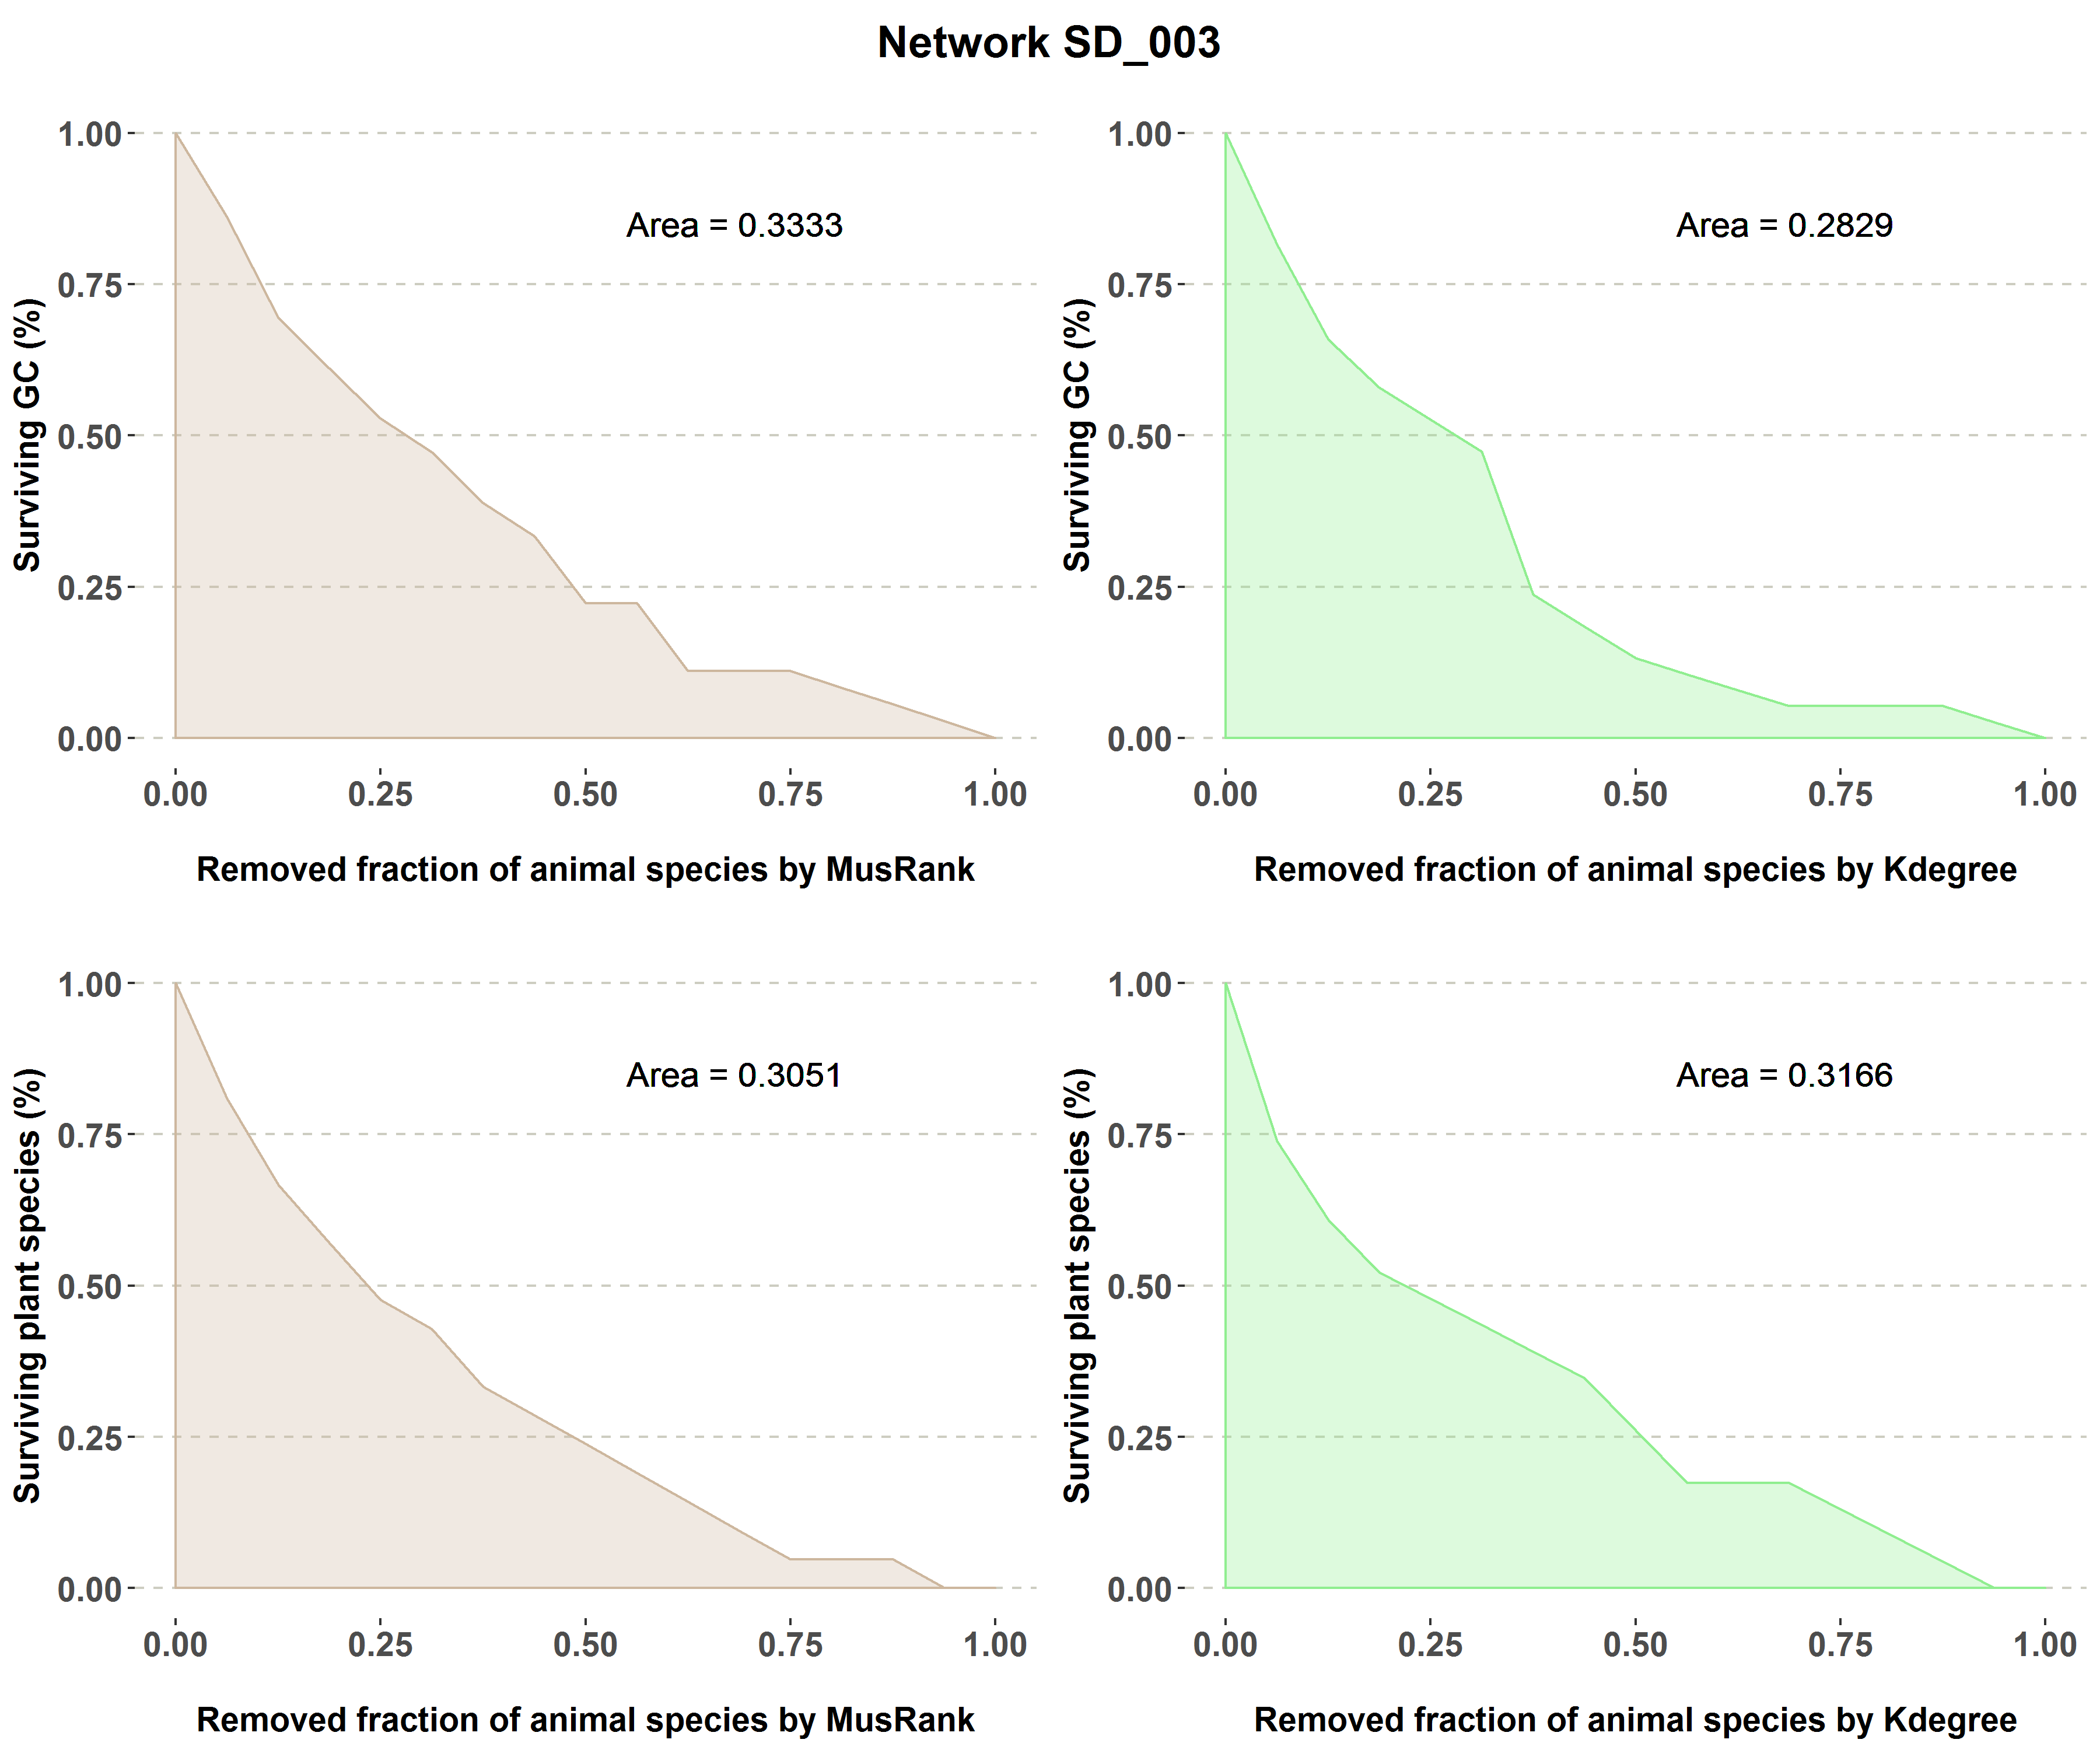 Network SD_003
Surviving GC (%)
1.00
0.75
0.50
0.25
0.00
Area = 0.3333
0.00 0.25 0.50 0.75 1.00
Removed fraction of animal species by MusRank
Surviving GC (%)
1.00
0.75
0.50
0.25
0.00
Area = 0.2829
0.00 0.25 0.50 0.75 1.00
Removed fraction of animal species by Kdegree
Surviving plant species (%)
1.00
0.75
0.50
0.25
0.00
Area = 0.3051
0.00 0.25 0.50 0.75 1.00
Removed fraction of animal species by MusRank
Surviving plant species (%)
1.00
0.75
0.50
0.25
0.00
Area = 0.3166
0.00 0.25 0.50 0.75 1.00
Removed fraction of animal species by Kdegree